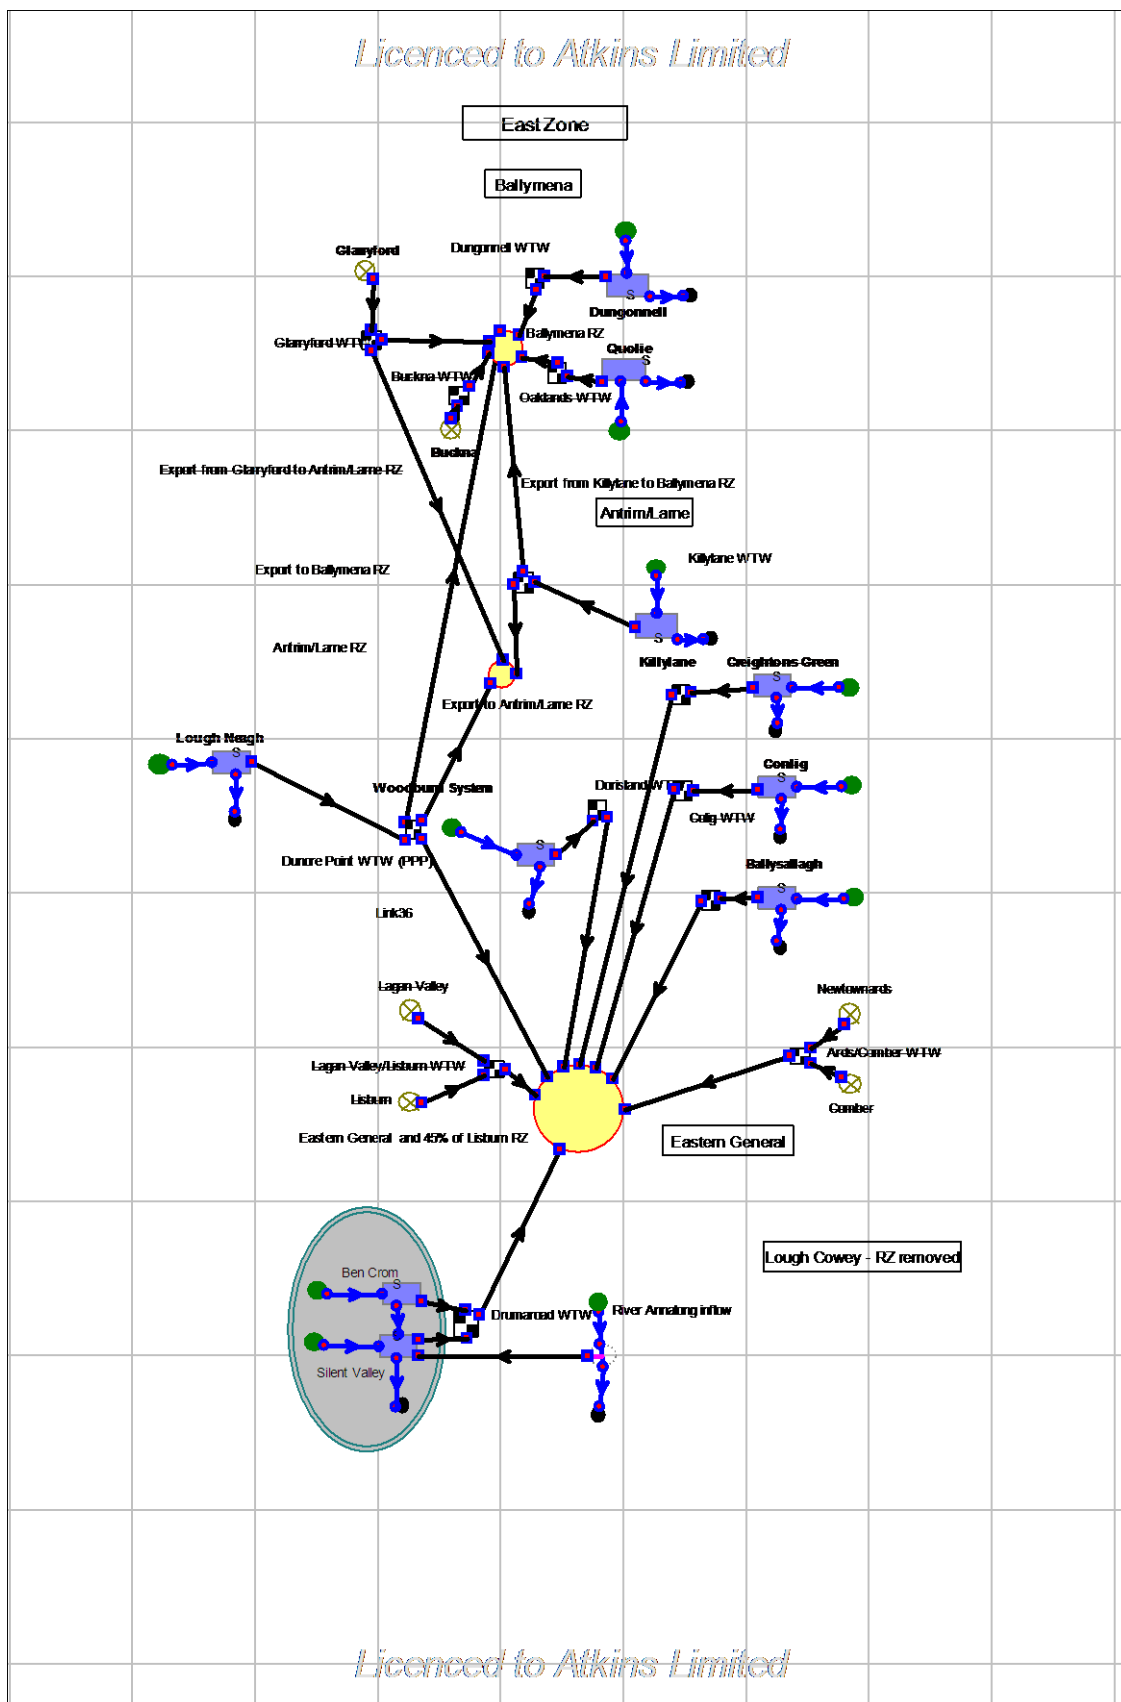 Licenced to Atkins Limited
East Zone
Ballymena
Glarryford
Dungonnell WTW
Dungonnell
Glarryford WTW
Ballymena RZ
Quolie
Buckna WTW
Oaklands WTW
Buckna
Export from Glarryford to Antrim/Larne RZ
Export from Killylane to Ballymena RZ
Antrim/Larne
Killylane WTW
Export to Ballymena RZ
Antrim/Larne RZ
Killylane
Creightons Green
Export to Antrim/Larne RZ
Lough Neagh
Woodburn System
Dorisland WTW
Conlig
Colig WTW
Dunore Point WTW (PPP)
Ballysallagh
Link36
Lagan Valley
Newtownards
Lagan Valley/Lisburn WTW
Ards/Comber WTW
Lisburn
Comber
Eastern General and 45% of Lisburn RZ
Eastern General
Lough Cowey - RZ removed
Ben Crom
Drumaroad WTW
River Annalong inflow
Silent Valley
Licenced to Atkins Limited